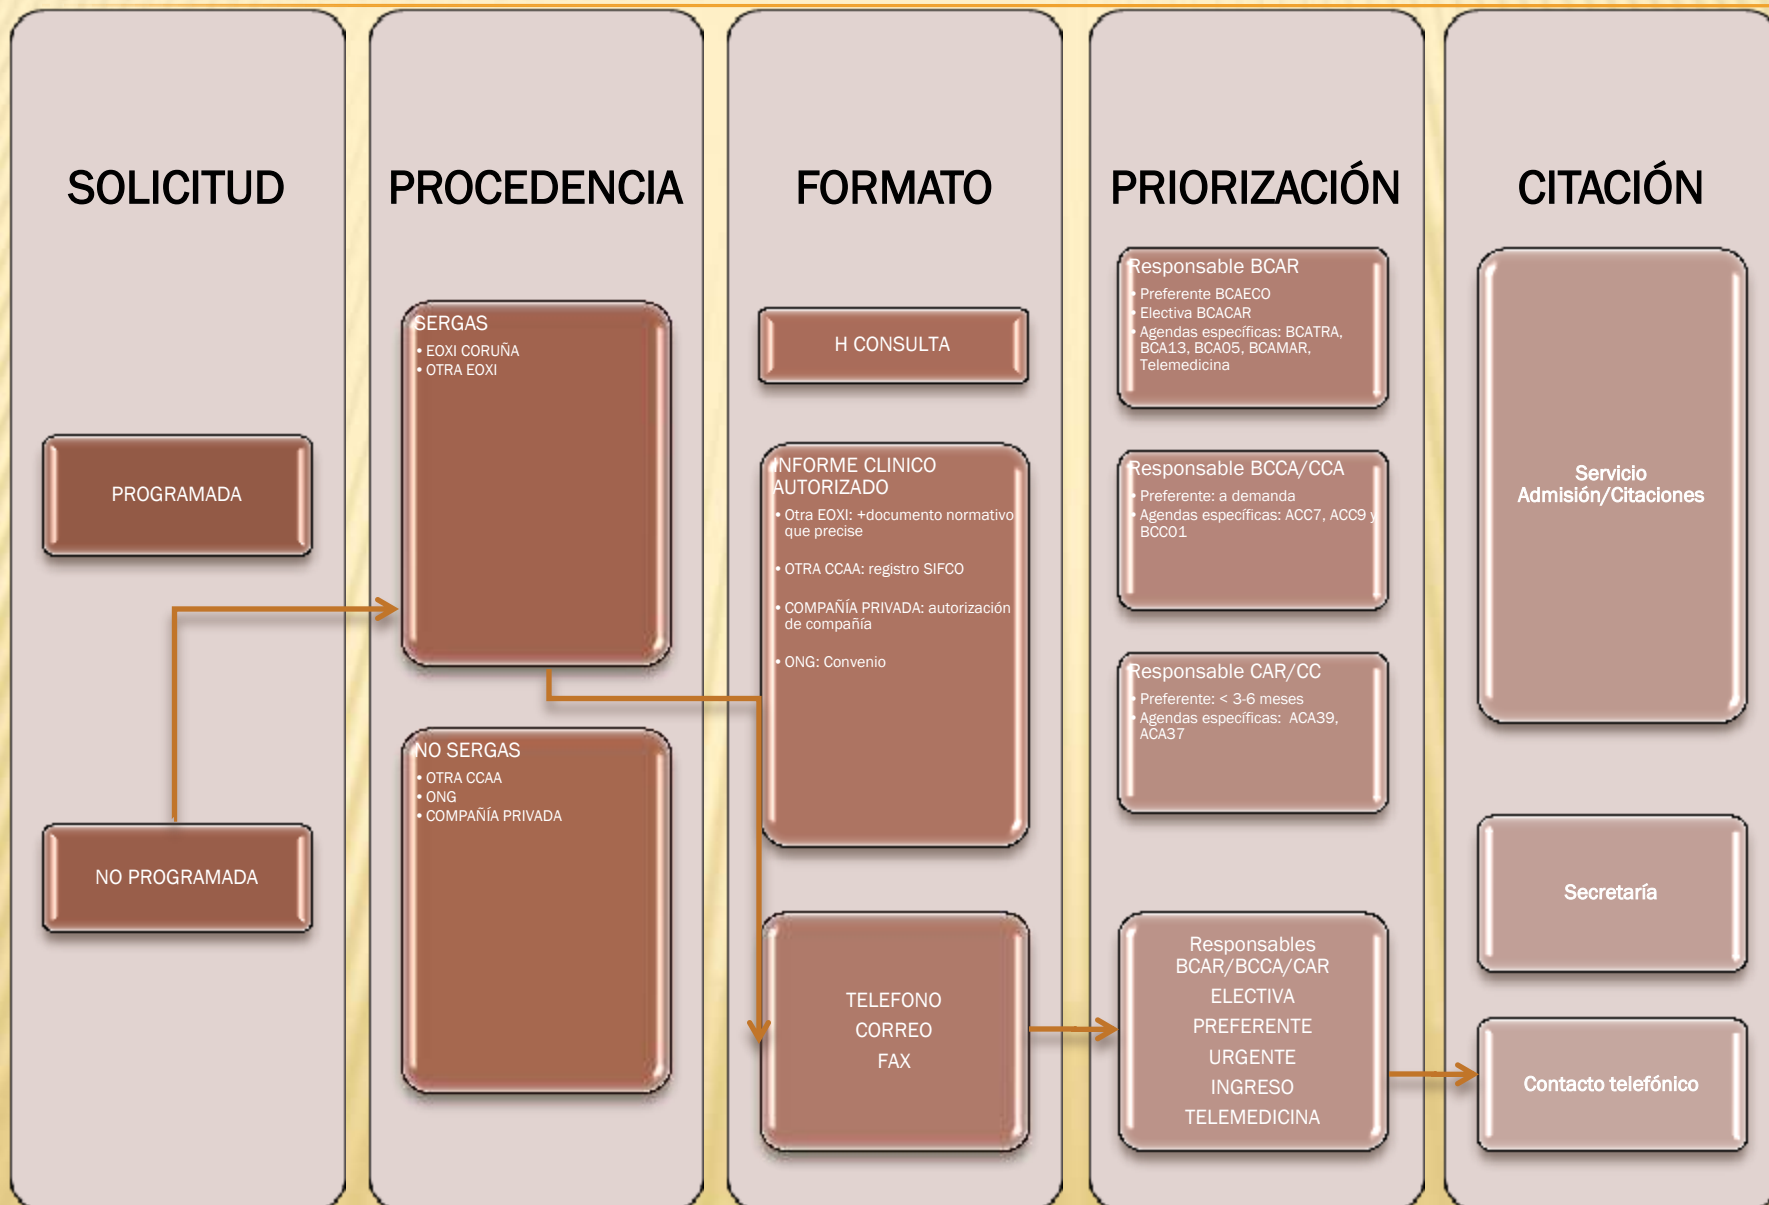 SOLICITUD
PROGRAMADA
NO PROGRAMADA
PROCEDENCIA
SERGAS
• EOXI CORUÑA
• OTRA EOXI
NO SERGAS
• OTRA CCAA
• ONG
• COMPAÑÍA PRIVADA
FORMATO
H CONSULTA
INFORME CLINICO
AUTORIZADO
• Otra EOXI: +documento normativo
que precise
• OTRA CCAA: registro SIFCO
• COMPAÑÍA PRIVADA: autorización
de compañía
• ONG: Convenio
TELEFONO
CORREO
FAX
PRIORIZACIÓN
Responsable BCAR
• Preferente BCAECO
• Electiva BCACAR
• Agendas específicas: BCATRA,
BCA13, BCA05, BCAMAR,
Telemedicina
Responsable BCCA/CCA
• Preferente: a demanda
• Agendas específicas: ACC7, ACC9 y
BCC01
Responsable CAR/CC
• Preferente: < 3-6 meses
• Agendas específicas: ACA39,
ACA37
Responsables
BCAR/BCCA/CAR
ELECTIVA
PREFERENTE
URGENTE
INGRESO
TELEMEDICINA
CITACIÓN
Servicio
Admisión/Citaciones
Secretaría
Contacto telefónico